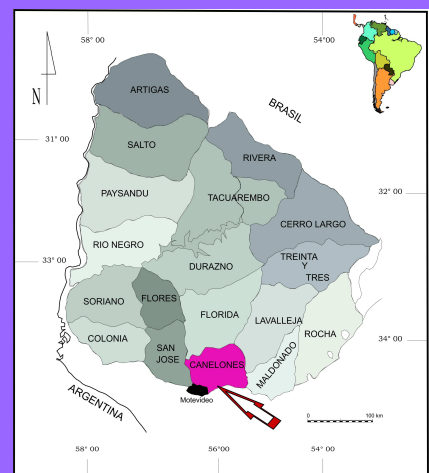 58° 00'
54° 00'
N
ARTIGAS
BRASIL
31° 00'
SALTO
RIVERA
PAYSANDU
TACUAREMBO
32° 00'
CERRO LARGO
RIO NEGRO
33° 00'
DURAZNO
TREINTA
Y
TRES
SORIANO
FLORES
FLORIDA
LAVALLEJA
ROCHA
COLONIA
SAN
JOSE
34° 00'
CANELONES
MALDONADO
ARGENTINA
Motevideo
0
100 km
58° 00'
56° 00'
54° 00'